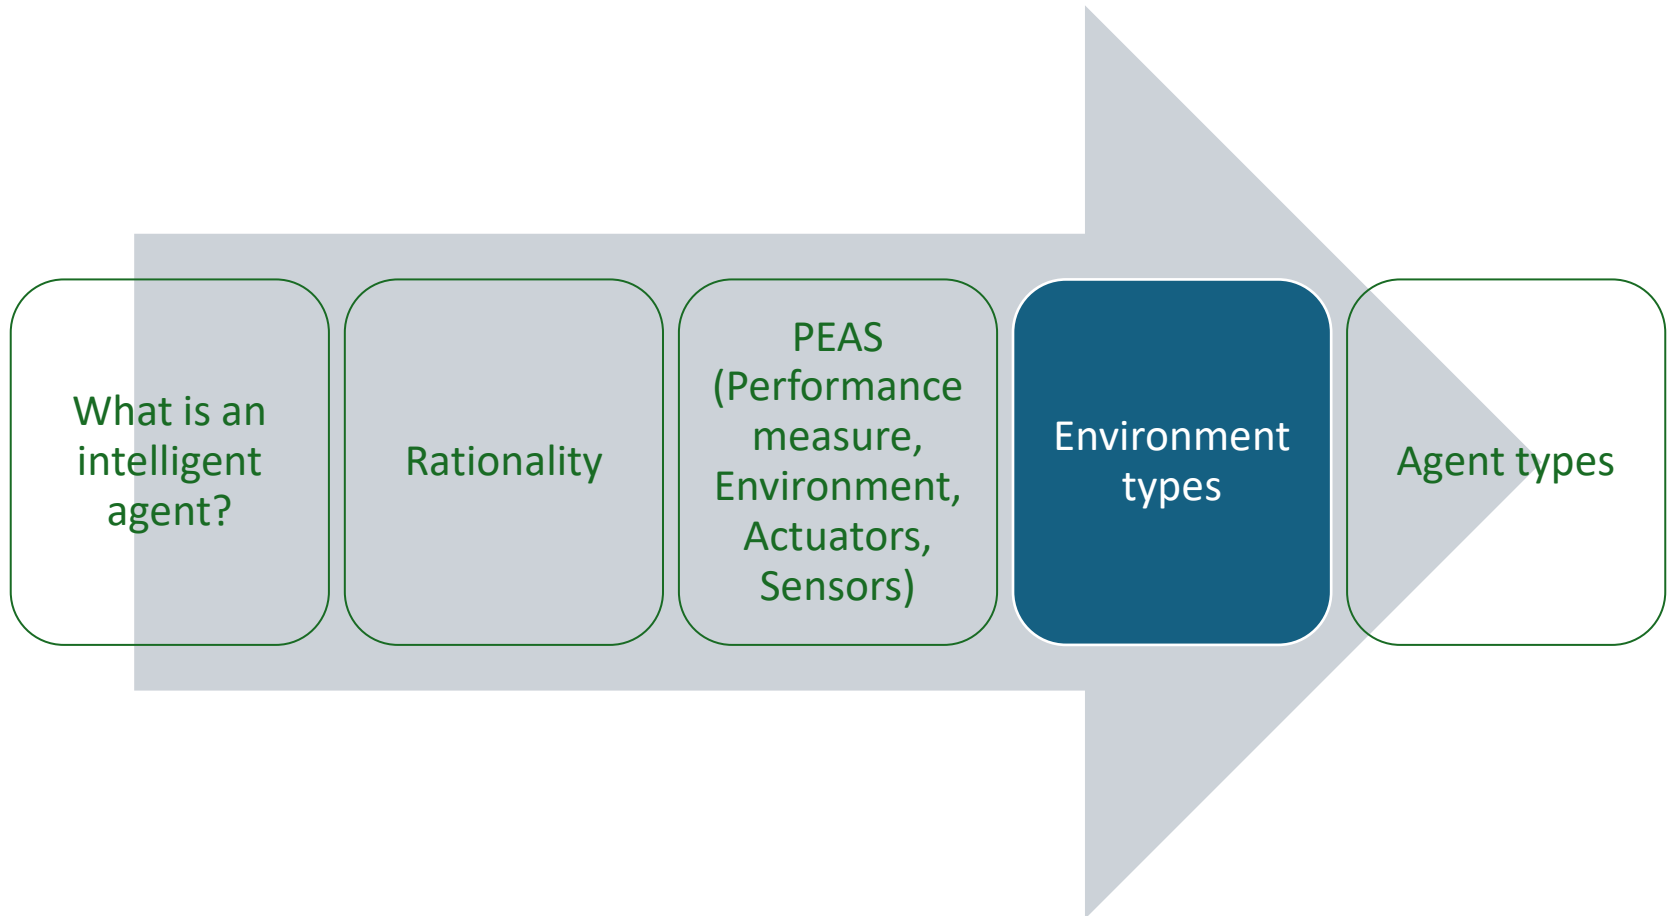 What is an
intelligent
agent?
Rationality
PEAS
(Performance
measure,
Environment,
Actuators,
Sensors)
Environment
types
Agent types